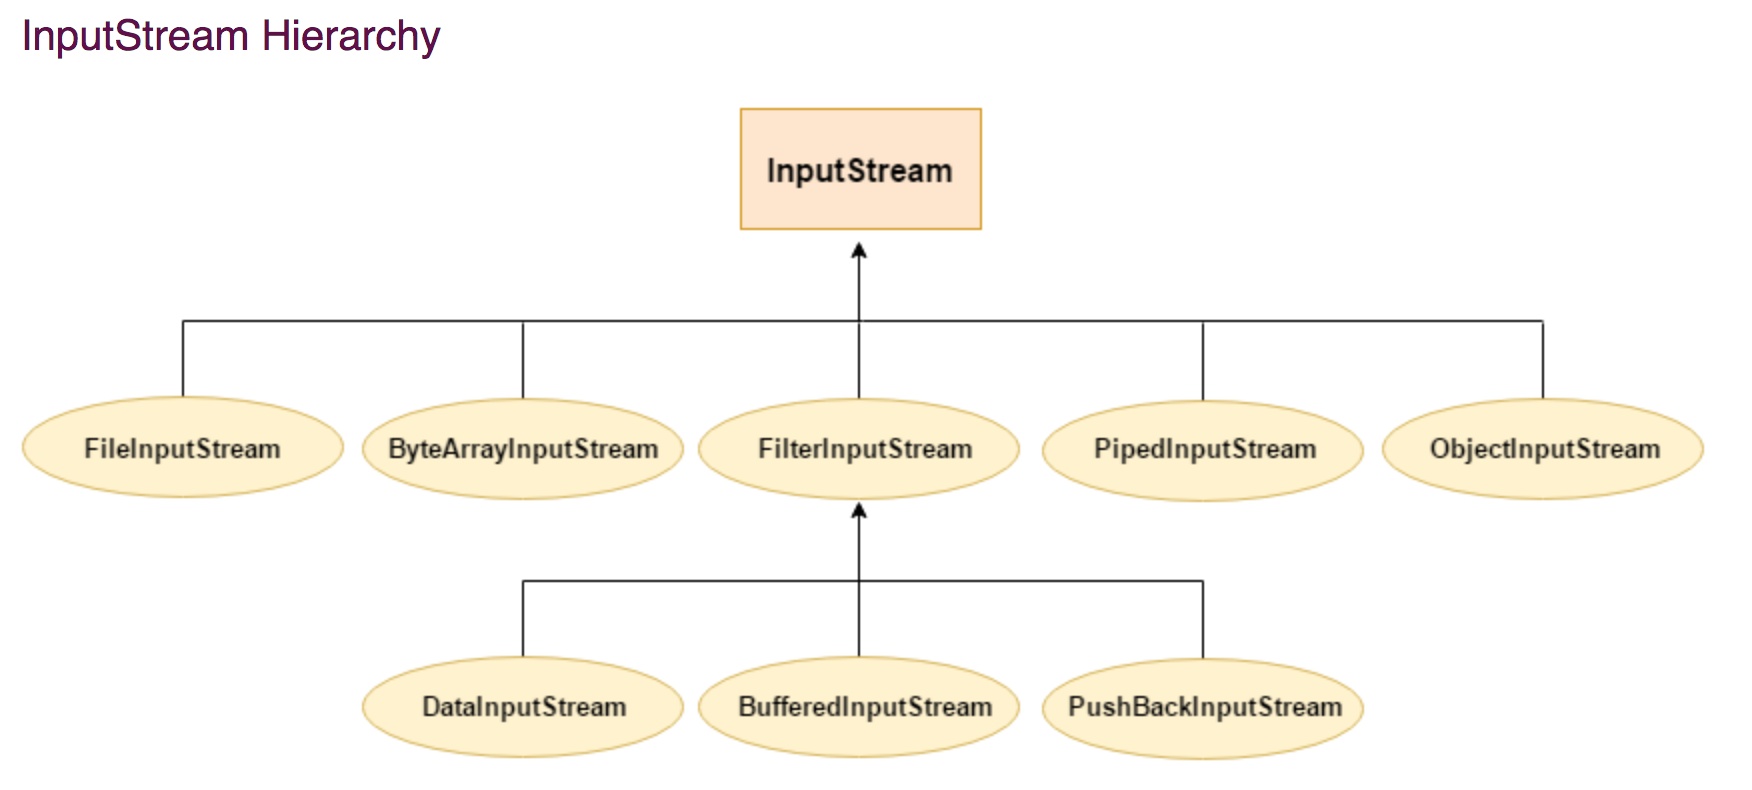 InputStream Hierarchy
InputStream
FileInputStream
ByteArrayInputStream
FilterInputStream
PipedInputStream
ObjectInputStream
DataInputStream
BufferedInputStream
PushBackInputStream